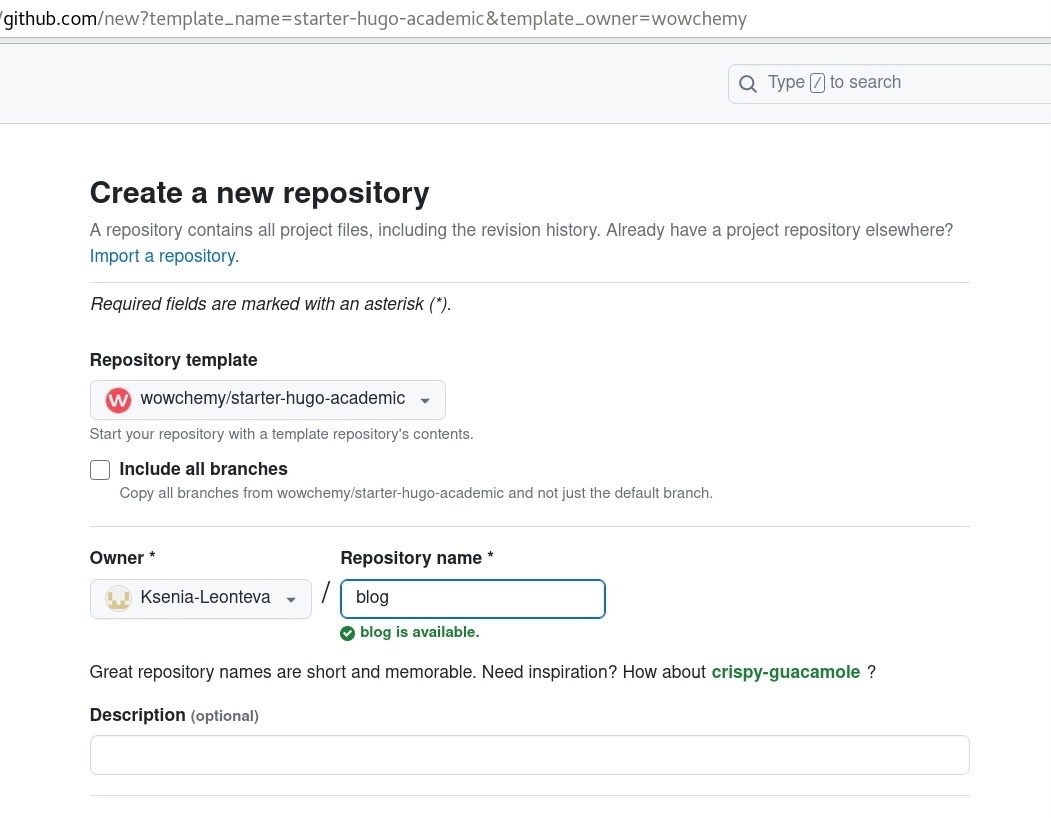 /github.com/new?template_name=starter-hugo-academic&template_owner=wowchemy
Type / to search
Create a new repository
A repository contains all project files, including the revision history. Already have a project repository elsewhere?
Import a repository.
Required fields are marked with an asterisk (*).
Repository template
W wowchemy/starter-hugo-academic
Start your repository with a template repository's contents.
Include all branches
Copy all branches from wowchemy/starter-hugo-academic and not just the default branch.
Owner * Repository name *
Ksenia-Leonteva / blog
blog is available.
Great repository names are short and memorable. Need inspiration? How about crispy-guacamole ?
Description (optional)